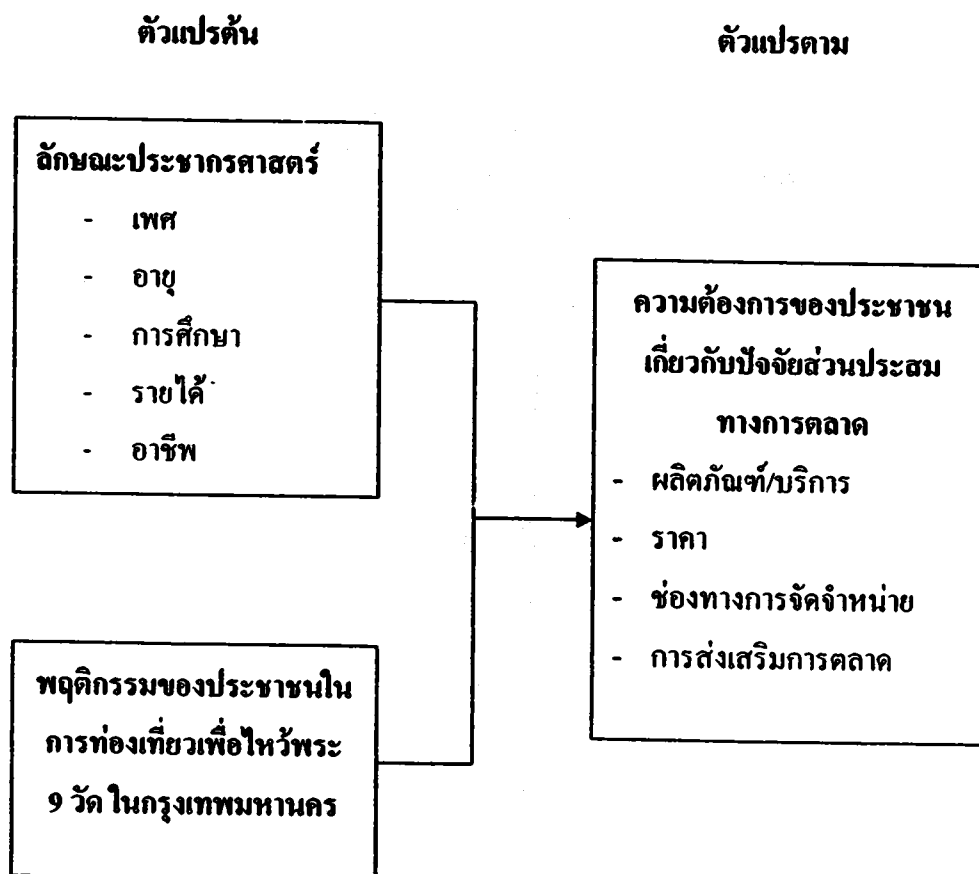 ตัวแปรต้น
ตัวแปรตาม
ลักษณะประชากรศาสตร์
- เพศ
- อายุ
- การศึกษา
- รายได้
- อาชีพ
พฤติกรรมของประชาชนใน
การท่องเที่ยวเพื่อไหว้พระ
9 วัด ในกรุงเทพมหานคร
ความต้องการของประชาชน
เกี่ยวกับปัจจัยส่วนประสม
ทางการตลาด
- ผลิตภัณฑ์/บริการ
- ราคา
- ช่องทางการจัดจำหน่าย
- การส่งเสริมการตลาด